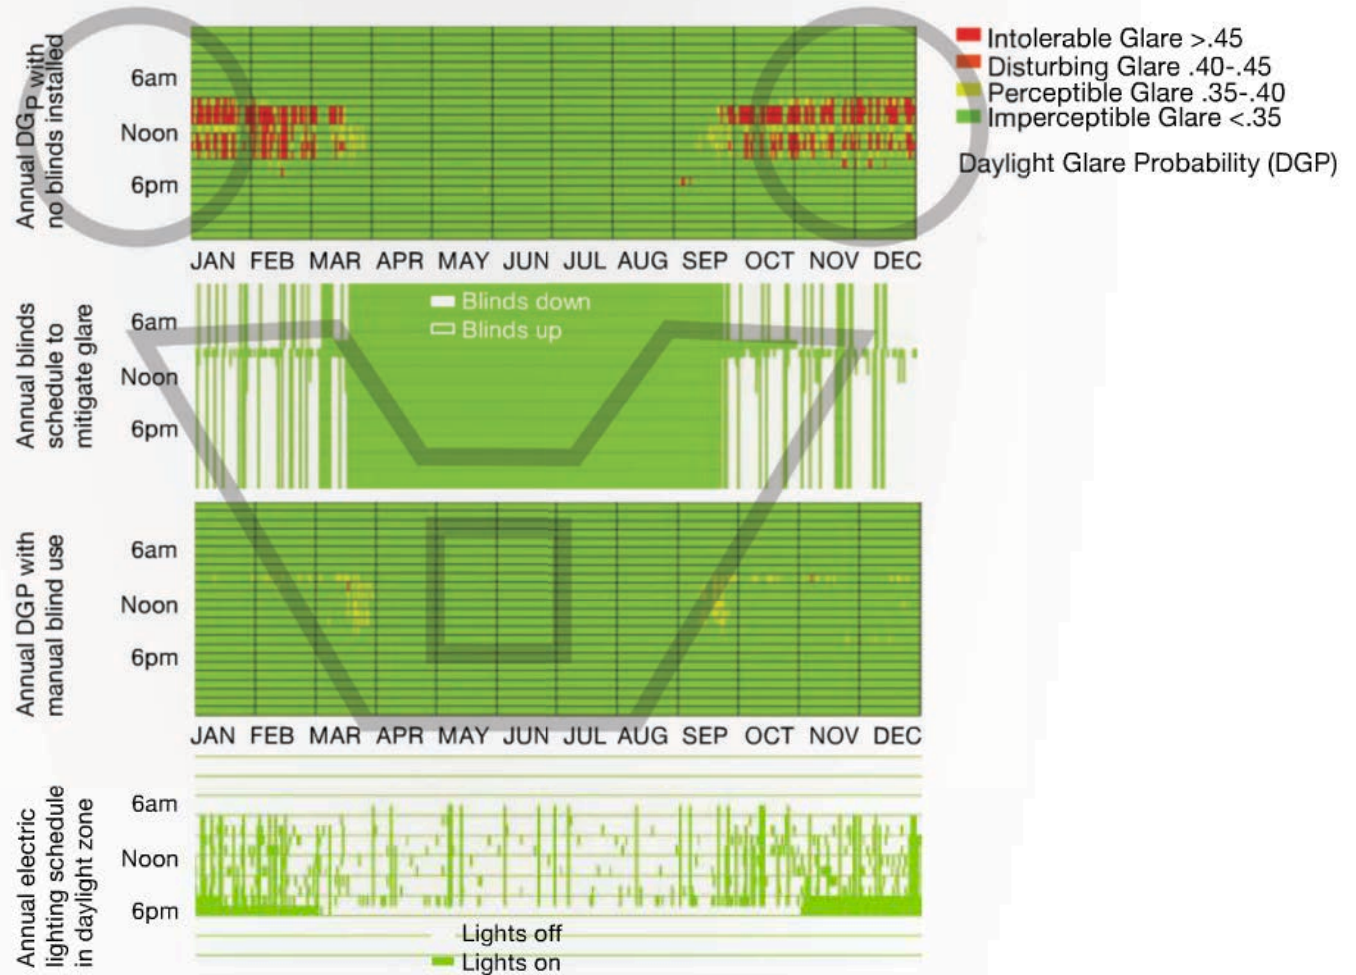 Annual DGP with
no blinds installed
6am
Noon
6pm
Intolerable Glare >.45
Disturbing Glare .40-.45
Perceptible Glare .35-.40
Imperceptible Glare <.35
Daylight Glare Probability (DGP)
JAN FEB MAR APR MAY JUN JUL AUG SEP OCT NOV DEC
Annual blinds
schedule to
mitigate glare
6am
Noon
6pm
Blinds down
Blinds up
Annual DGP with
manual blind use
6am
Noon
6pm
JAN FEB MAR APR MAY JUN JUL AUG SEP OCT NOV DEC
Annual electric
lighting schedule
in daylight zone
6am
Noon
6pm
Lights off
Lights on